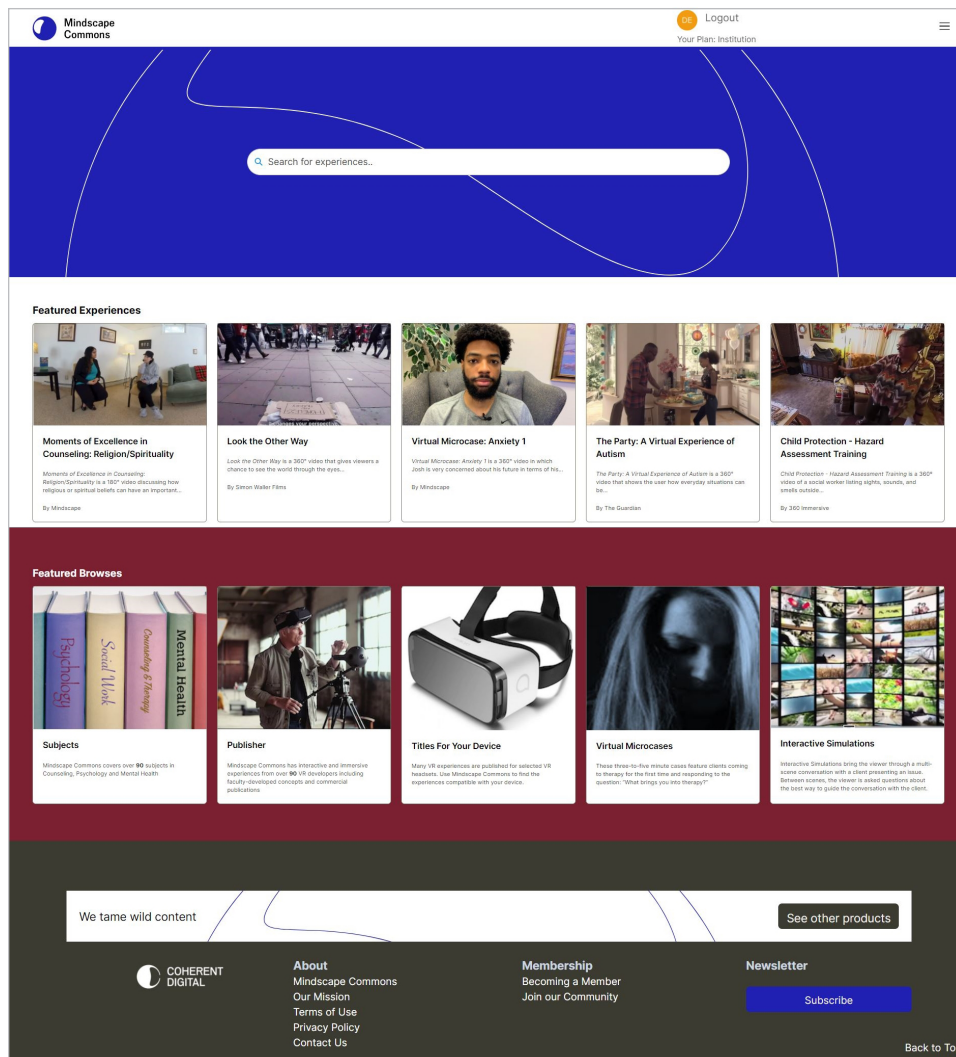 Mindscape
Commons
DE
Logout
Your Plan: Institution
Search for experiences..
Featured Experiences
Moments of Excellence in
Counseling: Religion/Spirituality
Moments of Excellence in Counseling:
Religion/Spirituality is a 180° video discussing how
religious or spiritual beliefs can have an important...
By Mindscape
Look the Other Way
Look the Other Way is a 360° video that gives viewers a
chance to see the world through the eyes...
By Simon Waller Films
Virtual Microcase: Anxiety 1
Virtual Microcase: Anxiety 1 is a 360° video in which
Josh is very concerned about his future in terms of his...
By Mindscape
The Party: A Virtual Experience of
Autism
The Party: A Virtual Experience of Autism is a 360°
video that shows the user how everyday situations can
be...
By The Guardian
Child Protection - Hazard
Assessment Training
Child Protection - Hazard Assessment Training is a 360°
video of a social worker listing sights, sounds, and
smells outside...
By 360 Immersive
Featured Browses
Psychology
Social Work
Counseling & Therapy
Mental Health
Subjects
Mindscape Commons covers over 90 subjects in
Counseling, Psychology and Mental Health
Publisher
Mindscape Commons has interactive and immersive
experiences from over 90 VR developers including
faculty-developed concepts and commercial
publications
Titles For Your Device
Many VR experiences are published for selected VR
headsets. Use Mindscape Commons to find the
experiences compatible with your device.
Virtual Microcases
These three-to-five minute cases feature clients coming
to therapy for the first time and responding to the
question: "What brings you into therapy?"
Interactive Simulations
Interactive Simulations bring the viewer through a multi-
scene conversation with a client presenting an issue.
Between scenes, the viewer is asked questions about
the best way to guide the conversation with the client.
We tame wild content
See other products
COHERENT
DIGITAL
About
Mindscape Commons
Our Mission
Terms of Use
Privacy Policy
Contact Us
Membership
Becoming a Member
Join our Community
Newsletter
Subscribe
Back to To